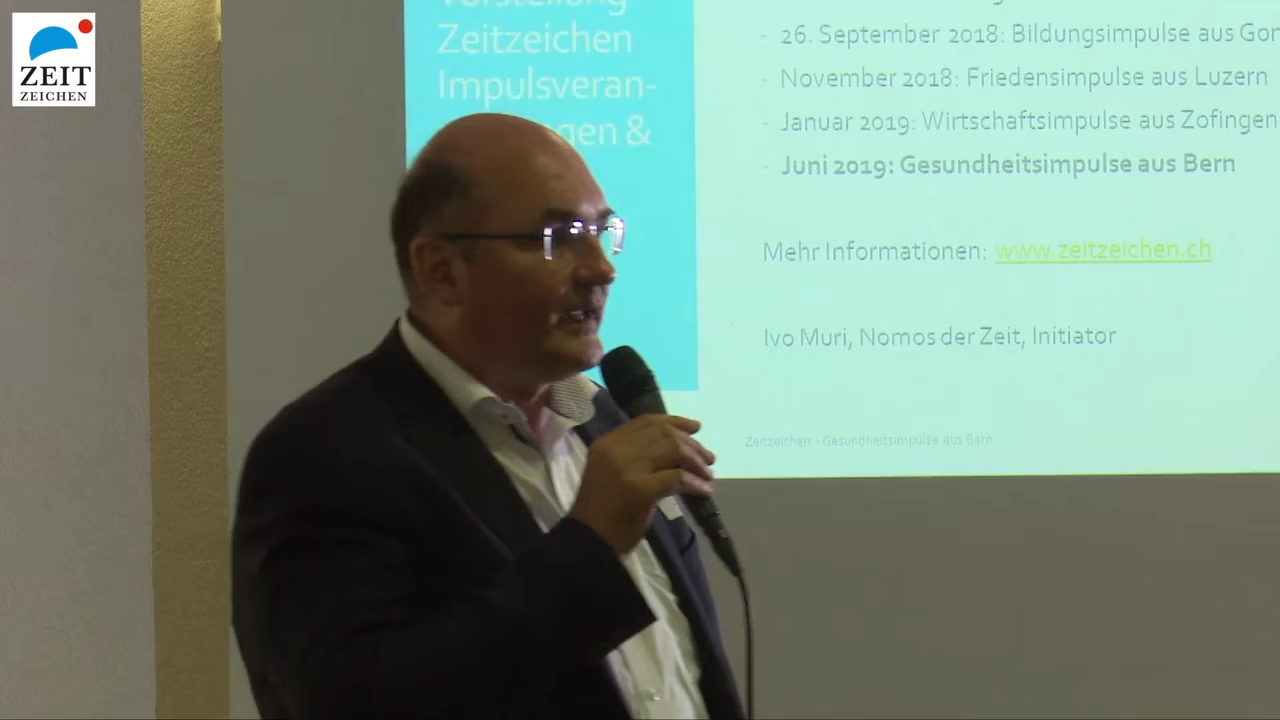 ZEIT
ZEICHEN
Vorstellung
Zeitzeichen
Impulsveran-
gen &
- 26. September 2018: Bildungsimpulse aus
- November 2018: Friedensimpulse aus Luzern
- Januar 2019: Wirtschaftsimpulse aus Zofingen
- Juni 2019: Gesundheitsimpulse aus Bern
Mehr Informationen: www.zeitzeichen.ch
Ivo Muri, Nomos der Zeit, Initiator
Zeitzeichen - Gesundheitsimpulse aus Bern